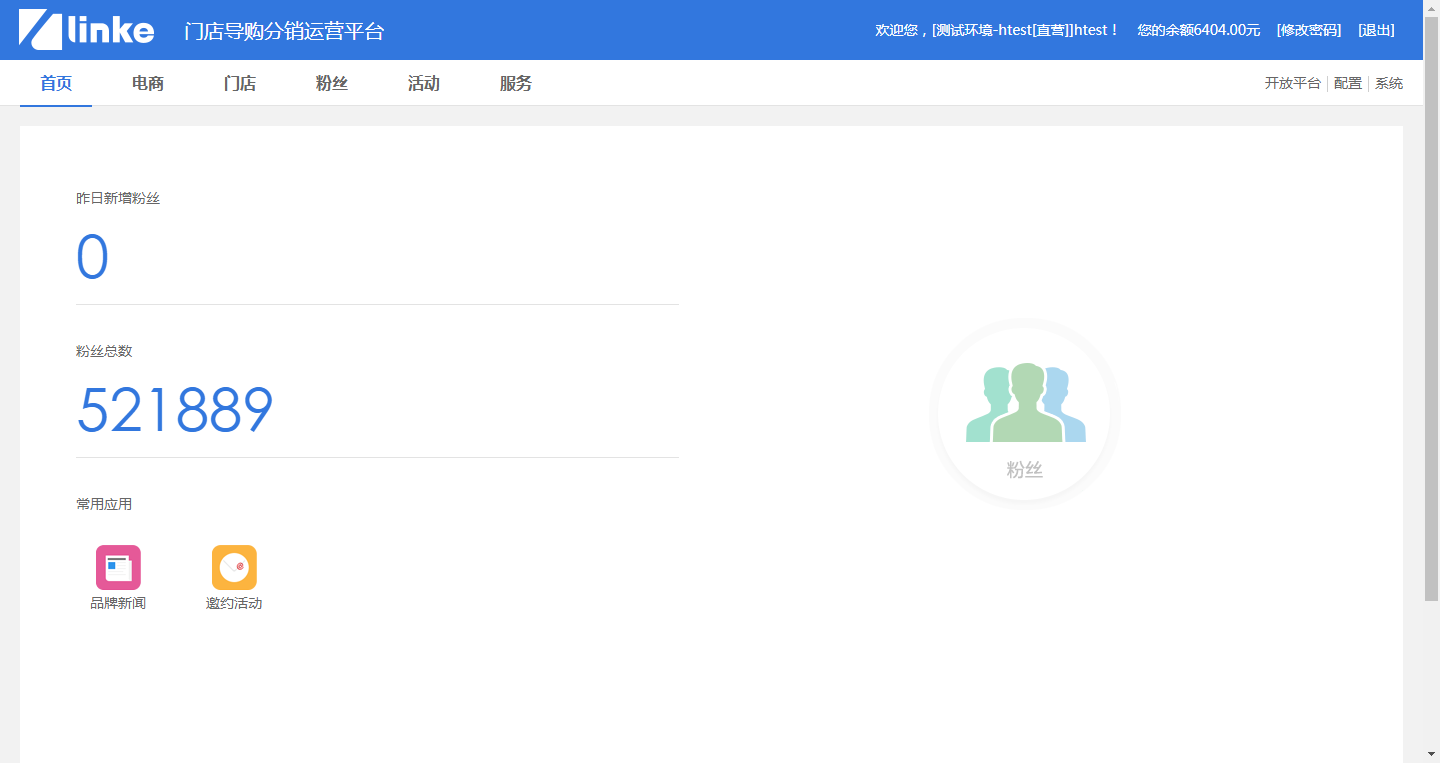 linke 门店导购分销运营平台 欢迎您，[测试环境-htest[直营]]htest！ 您的余额6404.00元 [修改密码] [退出]
首页 电商 门店 粉丝 活动 服务 开放平台 配置 系统
昨日新增粉丝
0
粉丝总数
521889
粉丝
常用应用
品牌新闻 邀约活动